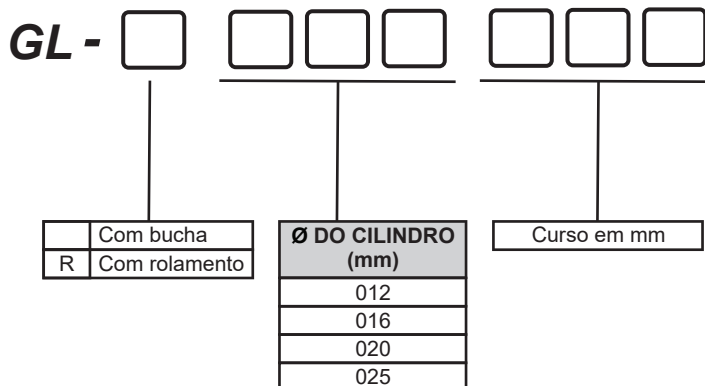 GL -
Com bucha
R Com rolamento
Ø DO CILINDRO
(mm)
012
016
020
025
Curso em mm